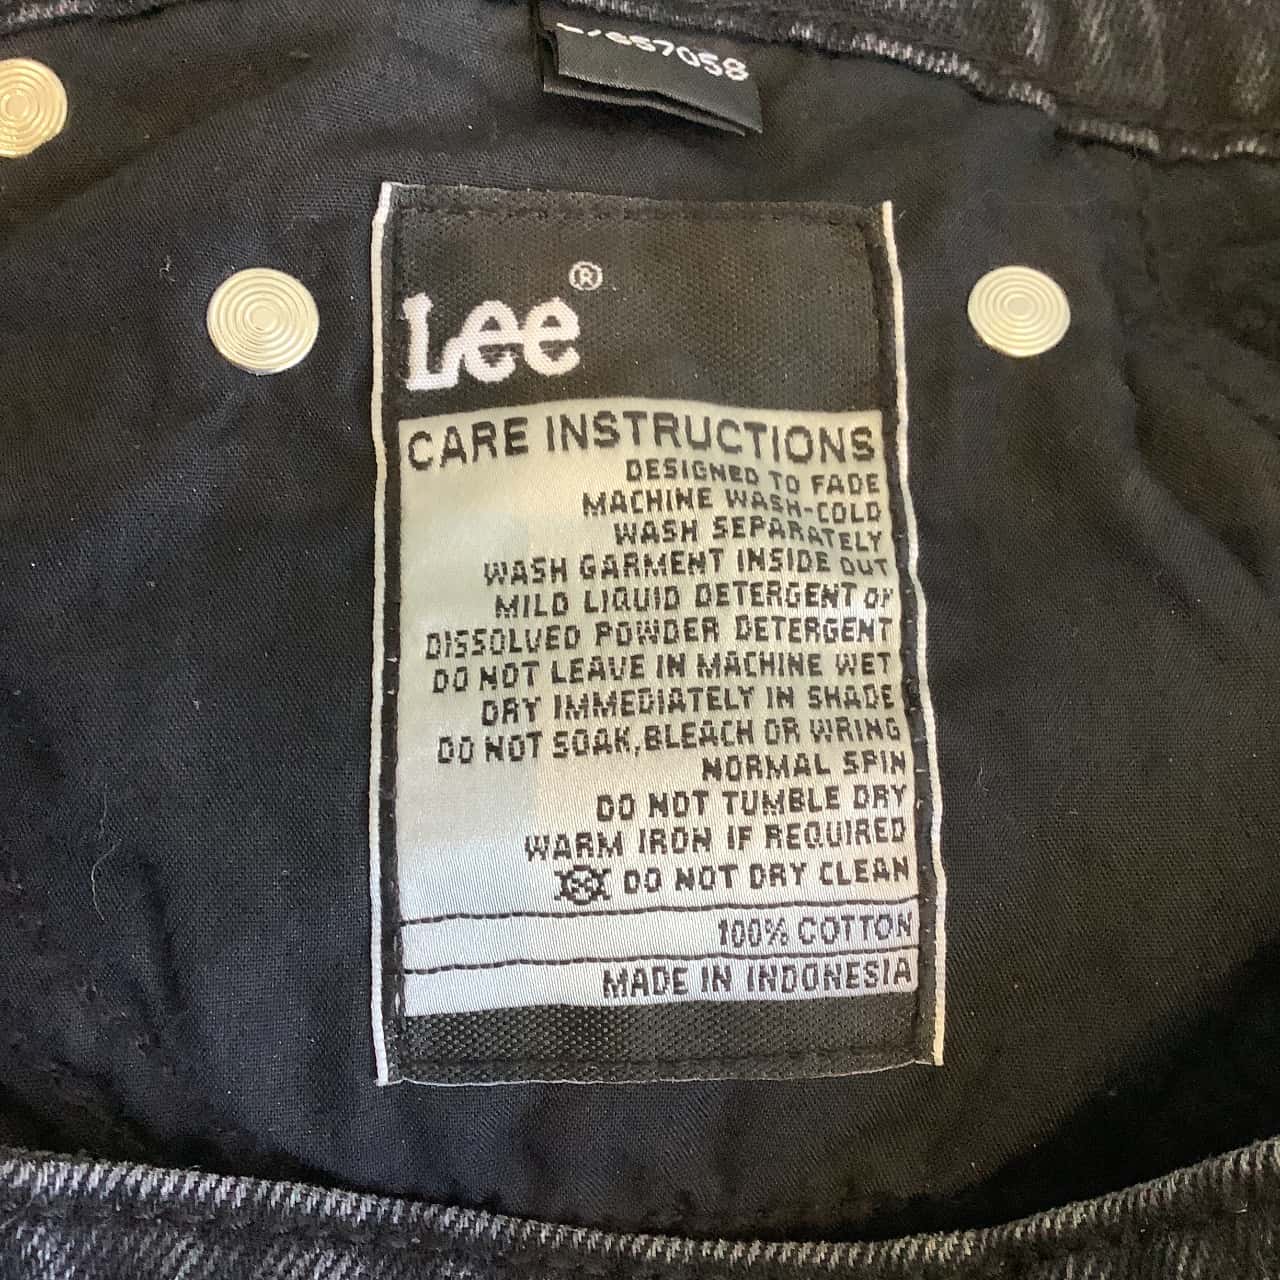 7058
Lee®
CARE INSTRUCTIONS
DESIGNED TO FADE
MACHINE WASH-COLD
WASH SEPARATELY
WASH GARMENT INSIDE OUT
MILD LIQUID DETERGENT or
DISSOLVED POWDER DETERGENT
DO NOT LEAVE IN MACHINE WET
DRY IMMEDIATELY IN SHADE
DO NOT SOAK,BLEACH OR WRING
NORMAL SPIN
DO NOT TUMBLE DRY
WARM IRON IF REQUIRED
DO NOT DRY CLEAN
100% COTTON
MADE IN INDONESIA